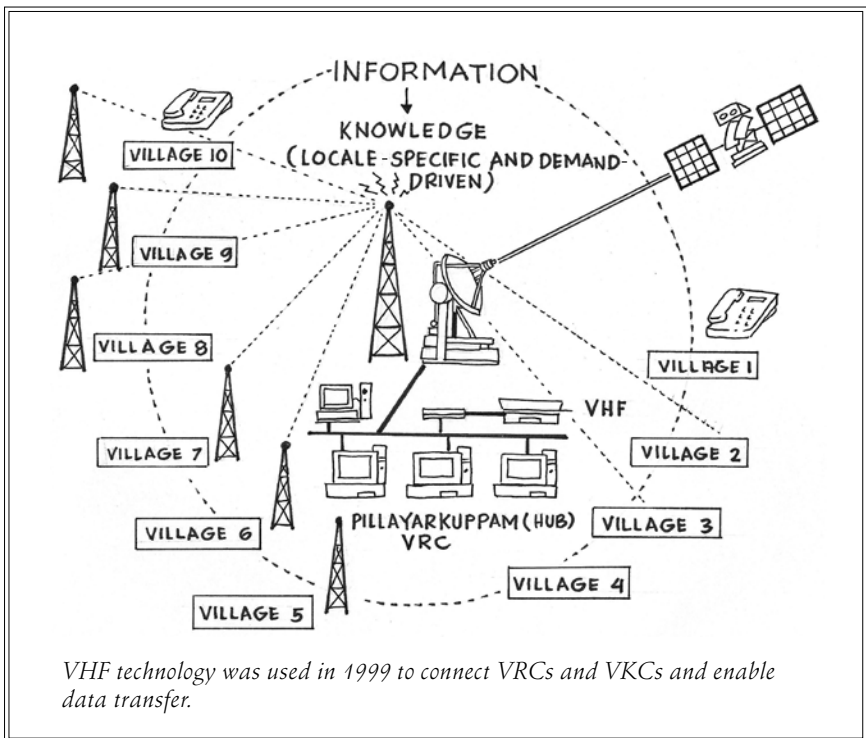 INFORMATION
KNOWLEDGE
(LOCALE-SPECIFIC AND DEMAND-
DRIVEN)
VILLAGE 10
VILLAGE 9
VILLAGE 8
VILLAGE 7
VILLAGE 6
VILLAGE 5
VILLAGE 1
VILLAGE 2
VILLAGE 3
VILLAGE 4
VHF
PILLAYARKUPPAM (HUB)
VRC
VHF technology was used in 1999 to connect VRCs and VKCs and enable
data transfer.